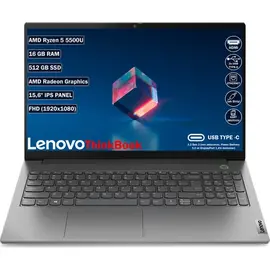 AMD Ryzen 5 5500U
16 GB RAM
512 GB SSD
AMD Radeon Graphics
15,6" IPS PANEL
FHD (1920x1080)
Lenovo ThinkBook
USB TYPE-C
Lenovo